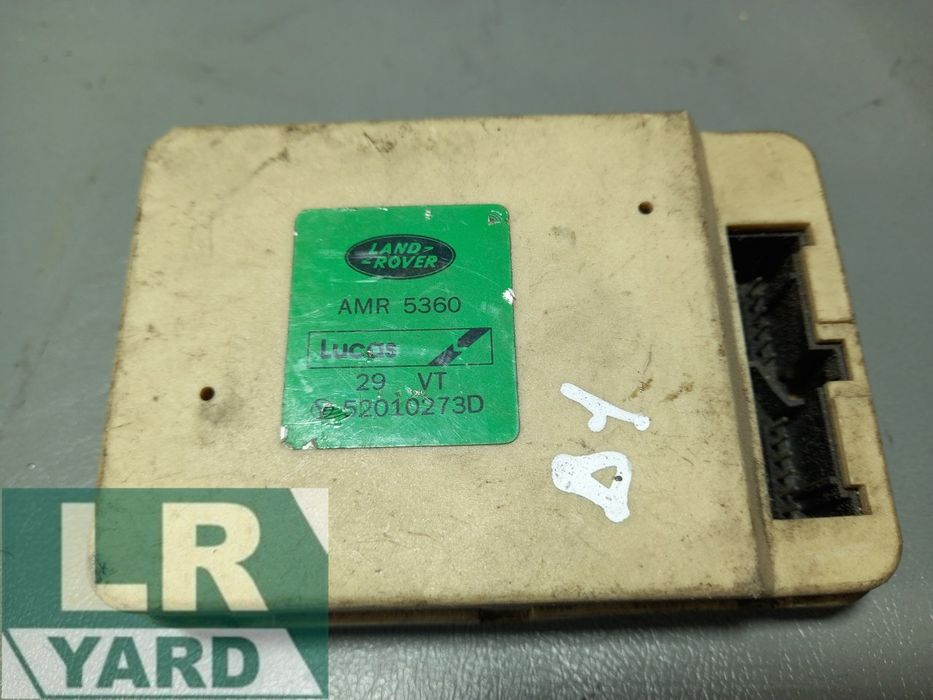 LAND-
-ROVER
AMR 5360
Lucas
29 VT
52010273D
LR
YARD